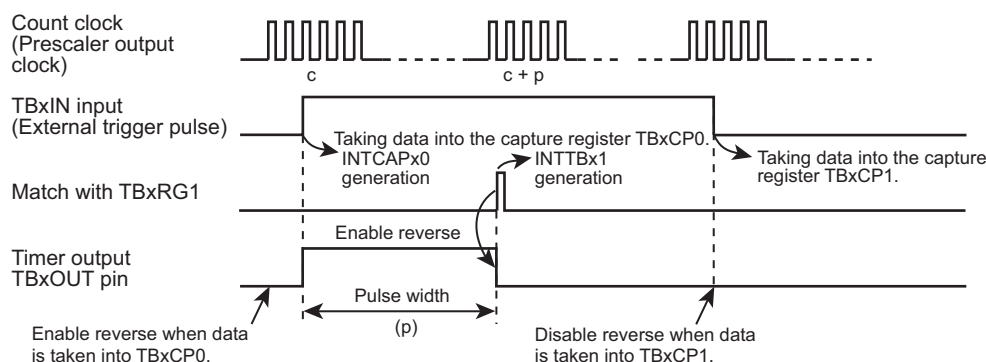 Count clock
(Prescaler output
clock)
c
c + p
TBxIN input
(External trigger pulse)
Taking data into the capture register TBxCP0.
INTCAPx0
generation
INTTBx1
generation
Taking data into the capture
register TBxCP1.
Match with TBxRG1
Enable reverse
Timer output
TBxOUT pin
Pulse width
(p)
Enable reverse when data
is taken into TBxCP0.
Disable reverse when data
is taken into TBxCP1.